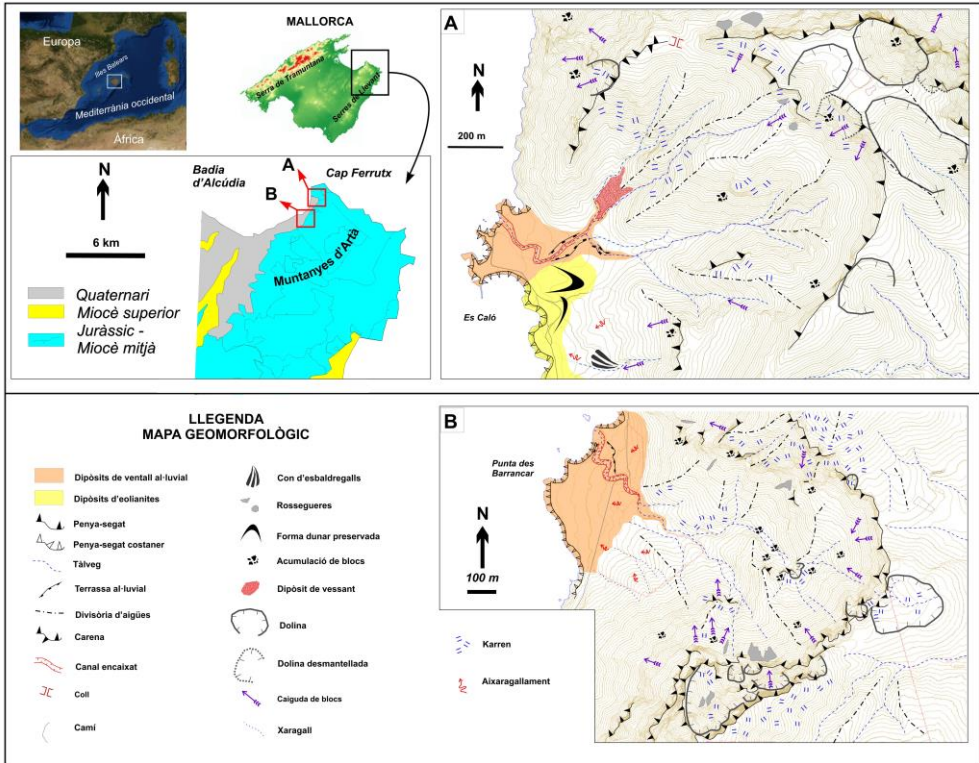 Europa
Illes Balears
Mediterrània occidental
Àfrica
MALLORCA
Serra de Tramuntana
Serres de Llevant
N
6 km
Badia
d'Alcúdia
Cap Ferrutx
A
B
Muntanyes d'Artà
Quaternari
Miocè superior
Juràssic -
Miocè mitjà
A
N
200 m
Es Caló
LLEGENDA
MAPA GEOMORFOLÒGIC
Dipòsits de ventall al·luvial
Dipòsits d'eolianites
Penya-segat
Penya-segat costaner
Tàlveg
Terrassa al·luvial
Divisòria d'aigües
Carena
Canal encaixat
Coll
Camí
Con d'esbaldregalls
Rossegueres
Forma dunar preservada
Acumulació de blocs
Dipòsit de vessant
Dolina
Dolina desmantellada
Caiguda de blocs
Xaragall
B
Punta des
Barrancar
N
100 m
Karren
Aixaragallament